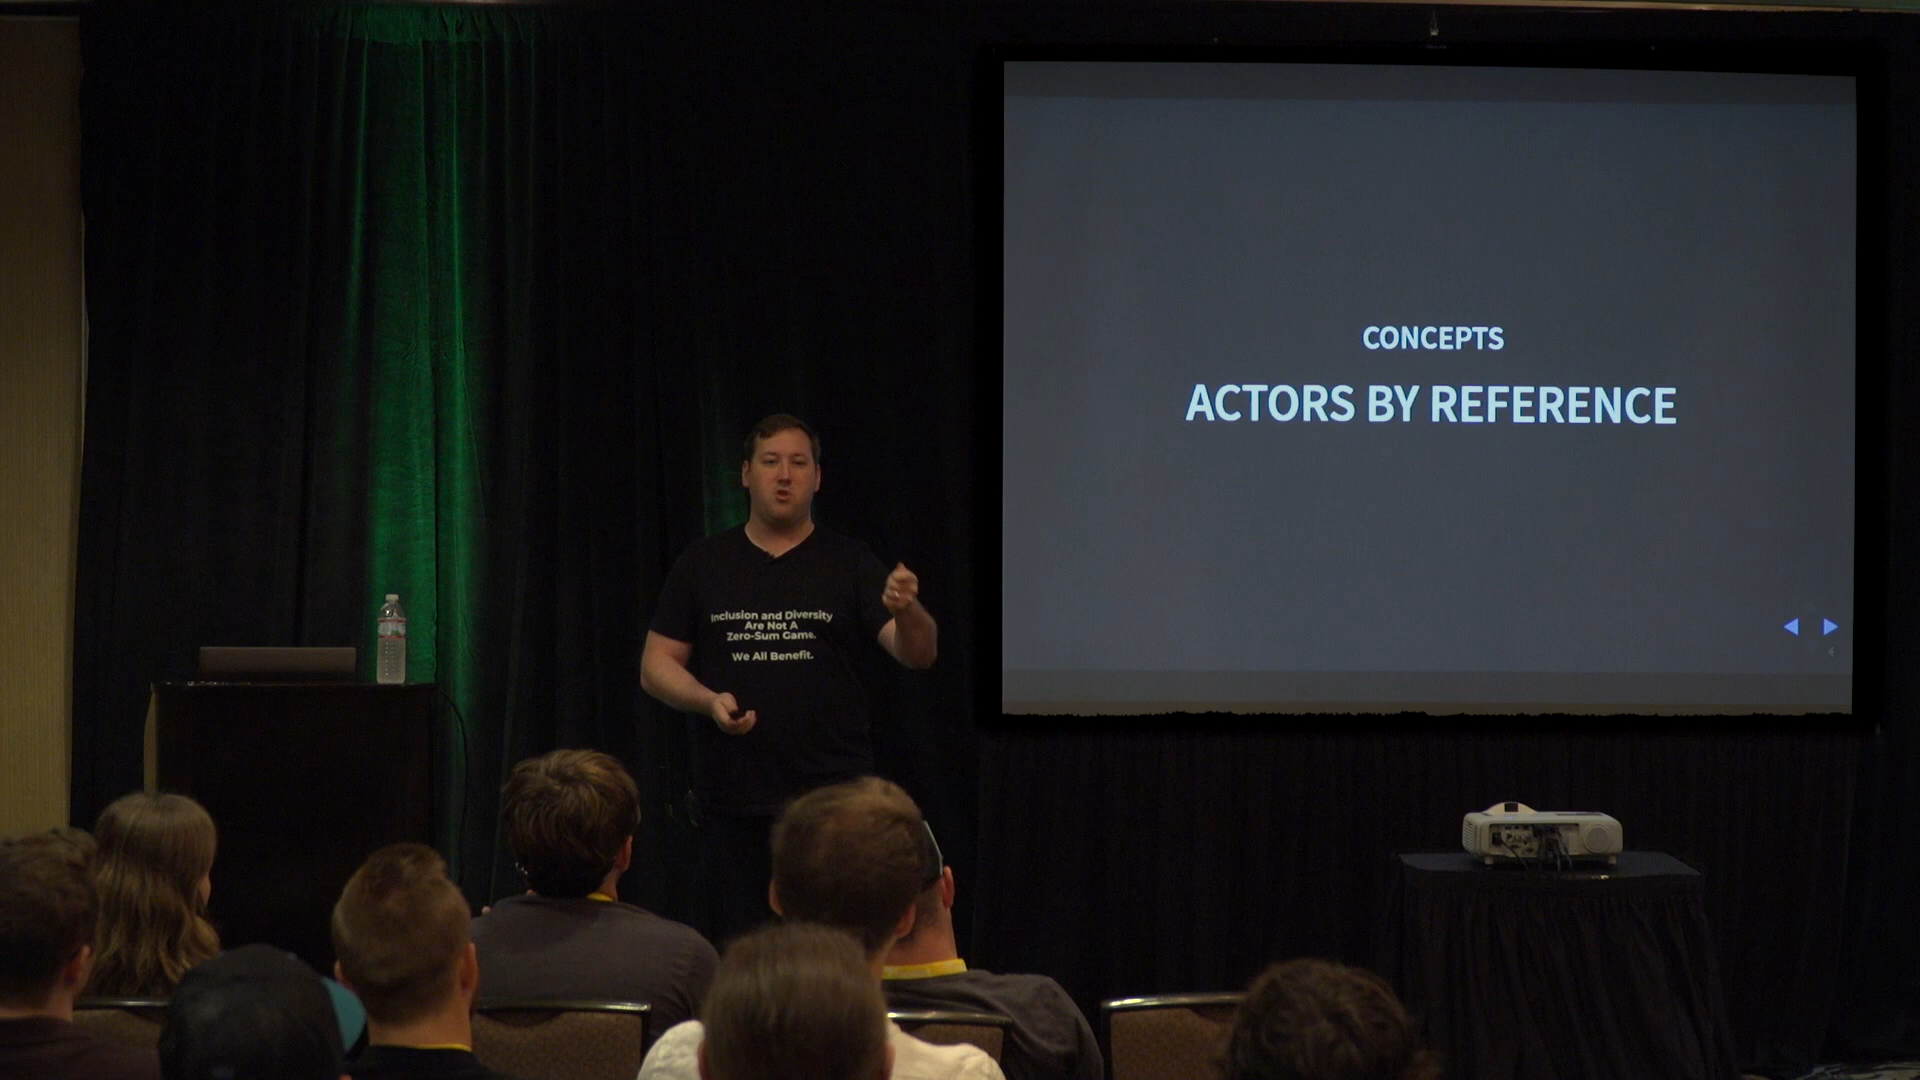 CONCEPTS
ACTORS BY REFERENCE
Inclusion and Diversity
Are Not A
Zero-Sum Game.
We All Benefit.